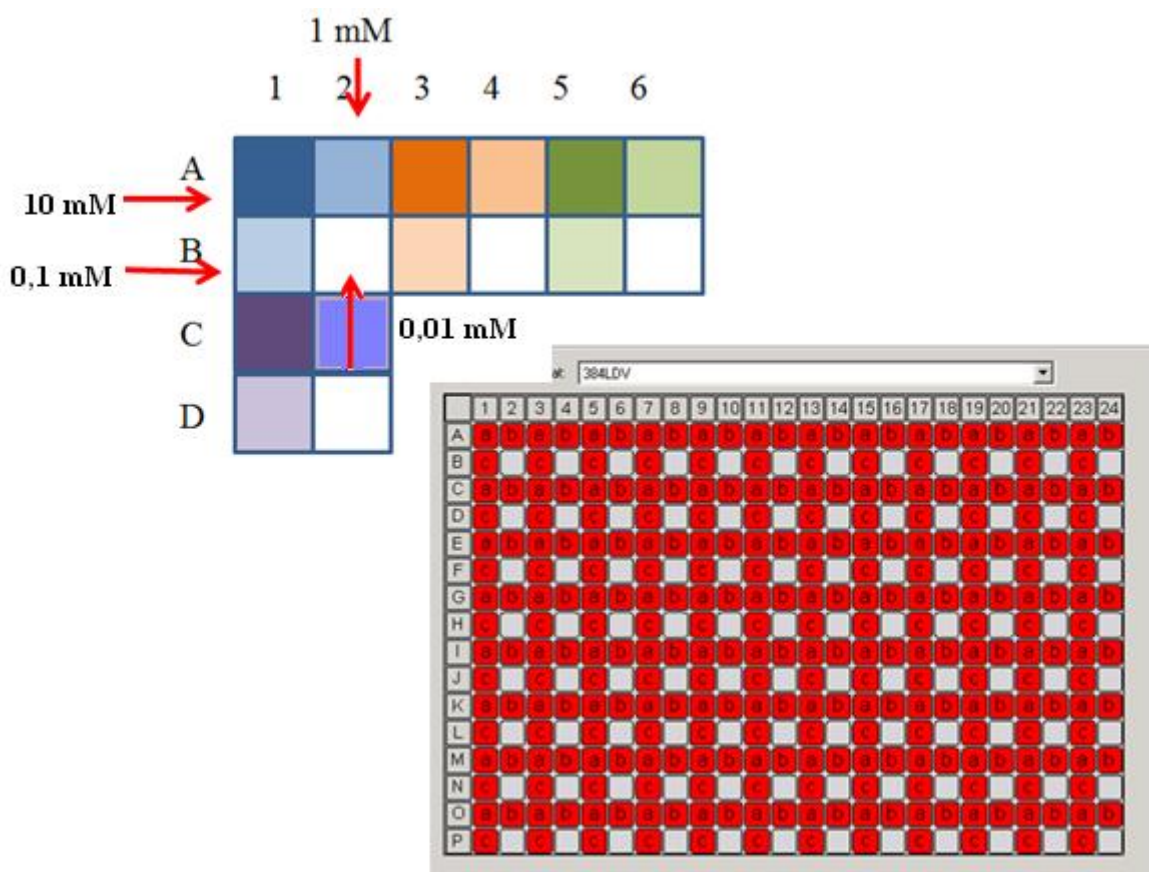 1 mM
1 2 3 4 5 6
A
10 mM
B
0,1 mM
C
0,01 mM
D
at 384LDV
1 2 3 4 5 6 7 8 9 10 11 12 13 14 15 16 17 18 19 20 21 22 23 24
A a b a b a b a b a b a b a b a b a b a b a b a b
B c c c c c c c c c c c c
C a b a b a b a b a b a b a b a b a b a b a b a b
D c c c c c c c c c c c c
E a b a b a b a b a b a b a b a b a b a b a b a b
F c c c c c c c c c c c c
G a b a b a b a b a b a b a b a b a b a b a b a b
H c c c c c c c c c c c c
I a b a b a b a b a b a b a b a b a b a b a b a b
J c c c c c c c c c c c c
K a b a b a b a b a b a b a b a b a b a b a b a b
L c c c c c c c c c c c c
M a b a b a b a b a b a b a b a b a b a b a b a b
N c c c c c c c c c c c c
O a b a b a b a b a b a b a b a b a b a b a b a b
P c c c c c c c c c c c c